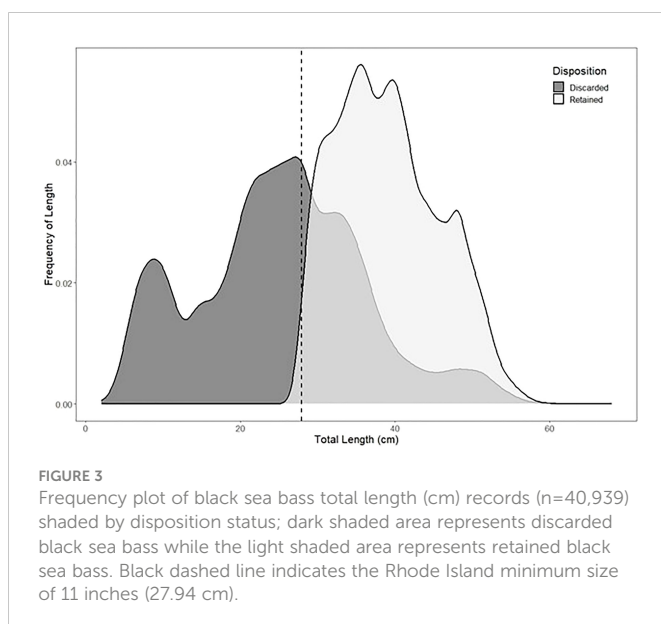 Disposition
Discarded
Retained
0.04
0.02
0.00
Frequency of Length
0
20
40
60
Total Length (cm)
FIGURE 3
Frequency plot of black sea bass total length (cm) records (n=40,939)
shaded by disposition status; dark shaded area represents discarded
black sea bass while the light shaded area represents retained black
sea bass. Black dashed line indicates the Rhode Island minimum size
of 11 inches (27.94 cm).